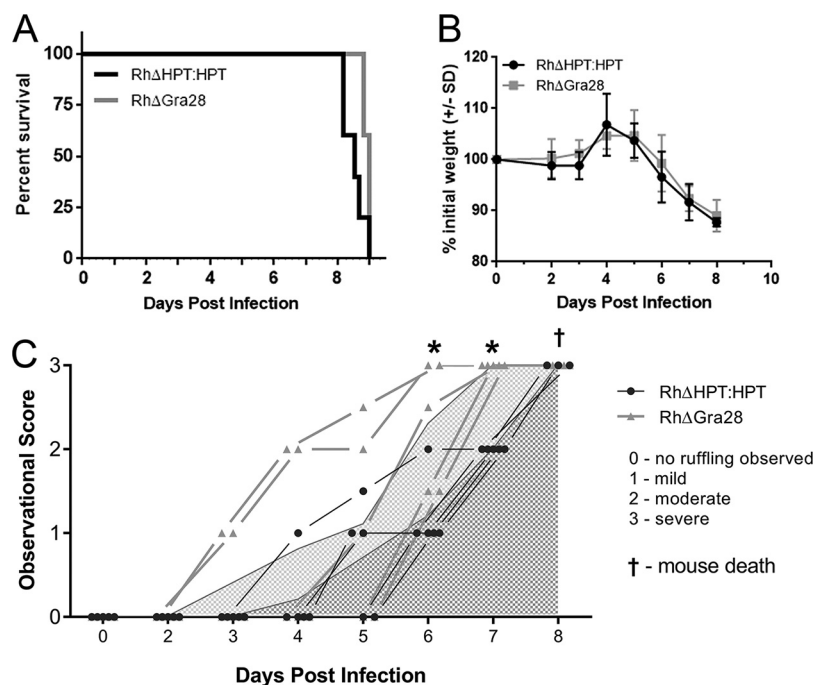 A
Percent survival
100
75
50
25
0
RhΔHPT:HPT
RhΔGra28
0 2 4 6 8
Days Post Infection
B
% initial weight (+/- SD)
120
110
100
90
80
RhΔHPT:HPT
RhΔGra28
0 2 4 6 8 10
Days Post Infection
C
Observational Score
3
2
1
0
* * †
0 2 3 4 5 6 7 8
Days Post Infection
RhΔHPT:HPT
RhΔGra28
0 - no ruffling observed
1 - mild
2 - moderate
3 - severe
† - mouse death